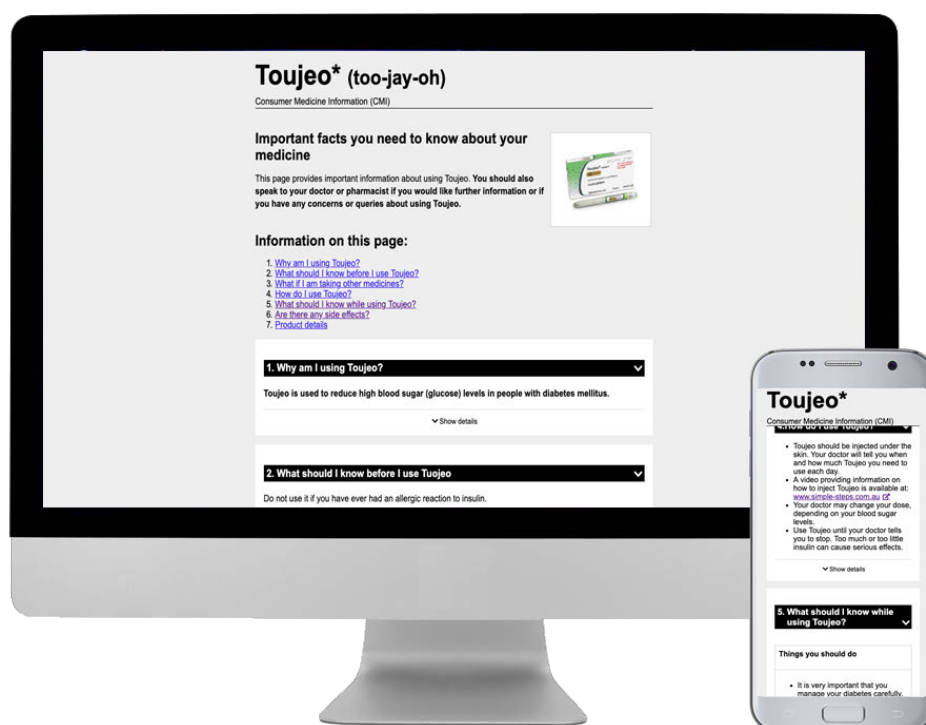 Toujeo* (too-jay-oh)
Consumer Medicine Information (CMI)
Important facts you need to know about your
medicine
This page provides important information about using Toujeo. You should also
speak to your doctor or pharmacist if you would like further information or if
you have any concerns or queries about using Toujeo.
Toujeo
Information on this page:
1. Why am I using Toujeo?
2. What should I know before I use Toujeo?
3. What if I am taking other medicines?
4. How do I use Toujeo?
5. What should I know while using Toujeo?
6. Are there any side effects?
7. Product details
1. Why am I using Toujeo?
Toujeo is used to reduce high blood sugar (glucose) levels in people with diabetes mellitus.
Show details
2. What should I know before I use Tuojeo
Do not use it if you have ever had an allergic reaction to insulin.
Toujeo*
Consumer Medicine Information (CMI)
4.How do I use Toujeo?
• Toujeo should be injected under the
skin. Your doctor will tell you when
and how much Toujeo you need to
use each day.
• A video providing information on
how to inject Toujeo is available at:
www.simple-steps.com.au
• Your doctor may change your dose,
depending on your blood sugar
levels.
• Use Toujeo until your doctor tells
you to stop. Too much or too little
insulin can cause serious effects.
Show details
5. What should I know while
using Toujeo?
Things you should do
• It is very important that you
manage your diabetes carefully.